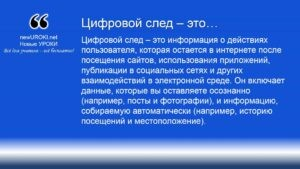 Цифровой след – это…
newUROKI.net
Новые УРОКИ
Всё для учителя – всё бесплатно!
Цифровой след – это информация о действиях
пользователя, которая остается в интернете после
посещения сайтов, использования приложений,
публикации в социальных сетях и других
взаимодействий в электронной среде. Он включает
данные, которые вы оставляете осознанно
(например, посты и фотографии), и информацию,
собираемую автоматически (например, историю
посещений и местоположение).